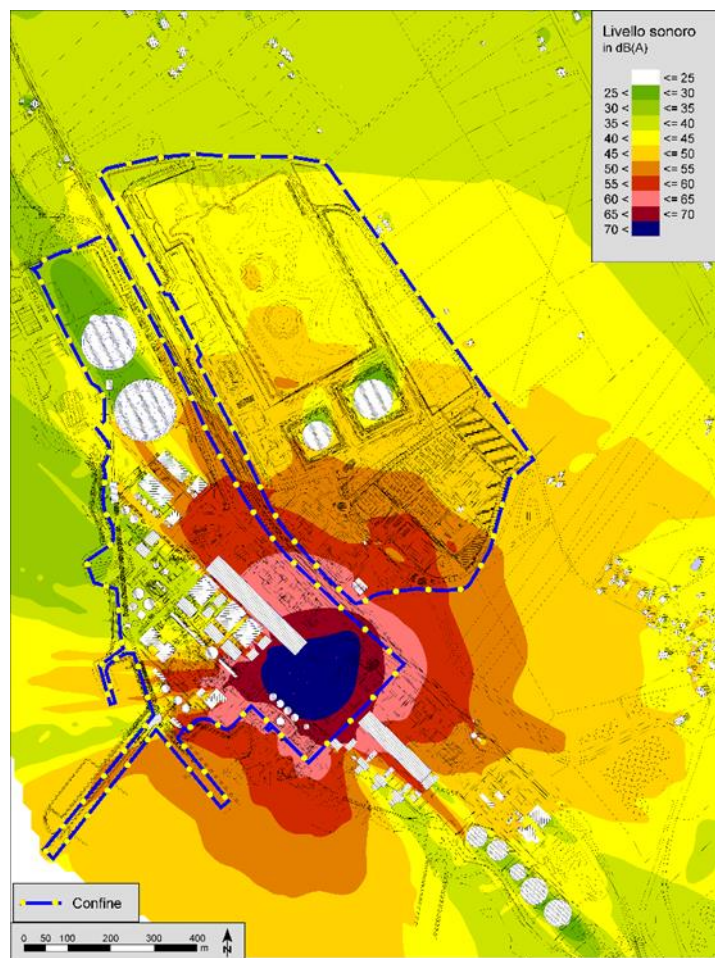 Livello sonoro
in dB(A)
<= 25
25 < <= 30
30 < <= 35
35 < <= 40
40 < <= 45
45 < <= 50
50 < <= 55
55 < <= 60
60 < <= 65
65 < <= 70
70 <
Confine
0 50 100 200 300 400
m
N